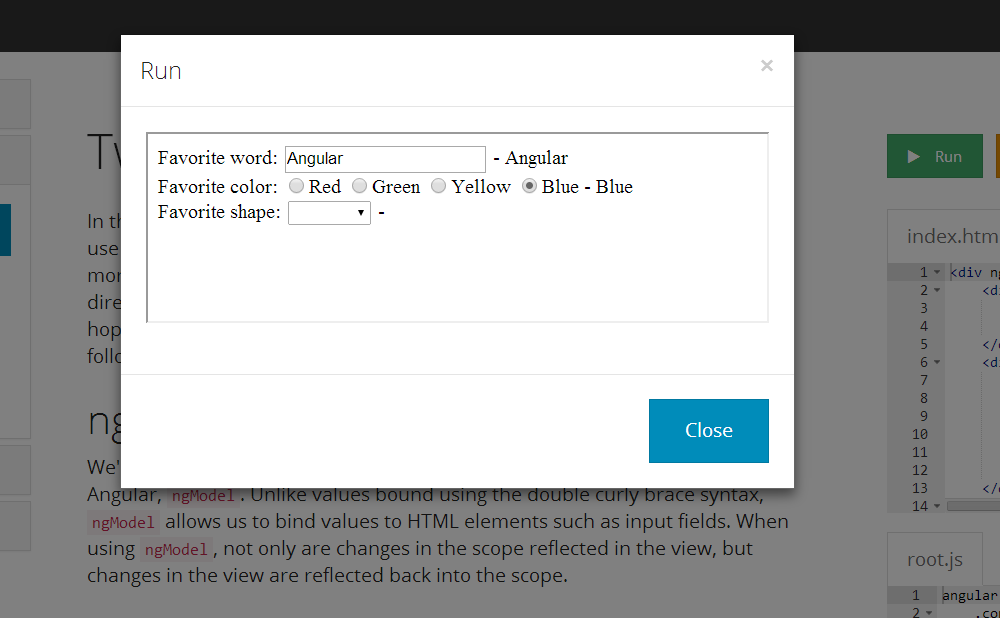 Run
×
Favorite word: Angular - Angular
Favorite color: Red Green Yellow Blue - Blue
Favorite shape: -
Close
Tw
In th
use
mor
dire
hop
follo
ng
We'
Angular, ngModel. Unlike values bound using the double curly brace syntax,
ngModel allows us to bind values to HTML elements such as input fields. When
using ngModel, not only are changes in the scope reflected in the view, but
changes in the view are reflected back into the scope.
Run
index.htm
1 <div ng
2 <di
3
4
5 </
6 <di
7
8
9
10
11
12
13 </
14
root.js
1 angular
2 .con